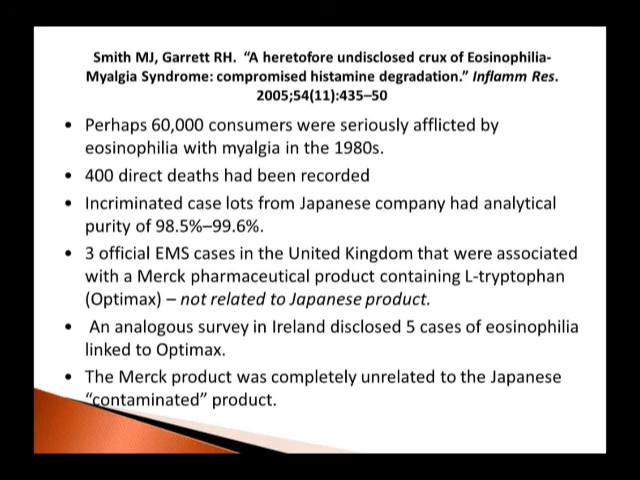 Smith MJ, Garrett RH. “A heretofore undisclosed crux of Eosinophilia-
Myalgia Syndrome: compromised histamine degradation.” Inflamm Res.
2005;54(11):435–50
• Perhaps 60,000 consumers were seriously afflicted by
eosinophilia with myalgia in the 1980s.
• 400 direct deaths had been recorded
• Incriminated case lots from Japanese company had analytical
purity of 98.5%–99.6%.
• 3 official EMS cases in the United Kingdom that were associated
with a Merck pharmaceutical product containing L-tryptophan
(Optimax) – not related to Japanese product.
• An analogous survey in Ireland disclosed 5 cases of eosinophilia
linked to Optimax.
• The Merck product was completely unrelated to the Japanese
“contaminated” product.